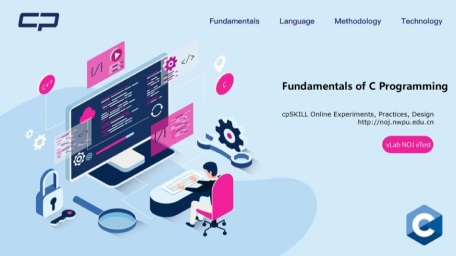 cp
Fundamentals Language Methodology Technology
C++
</>
C
Fundamentals of C Programming
cpSKILL Online Experiments, Practices, Design
http://noj.nwpu.edu.cn
vLab NOJ eTest
C